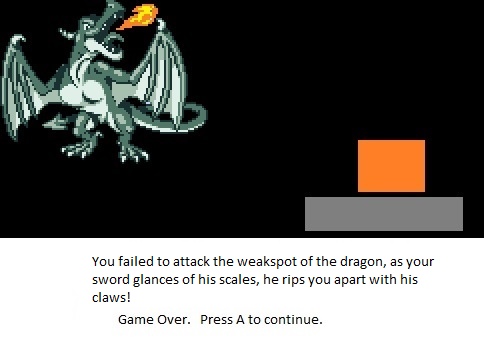 You failed to attack the weakspot of the dragon, as your
sword glances of his scales, he rips you apart with his
claws!
Game Over. Press A to continue.